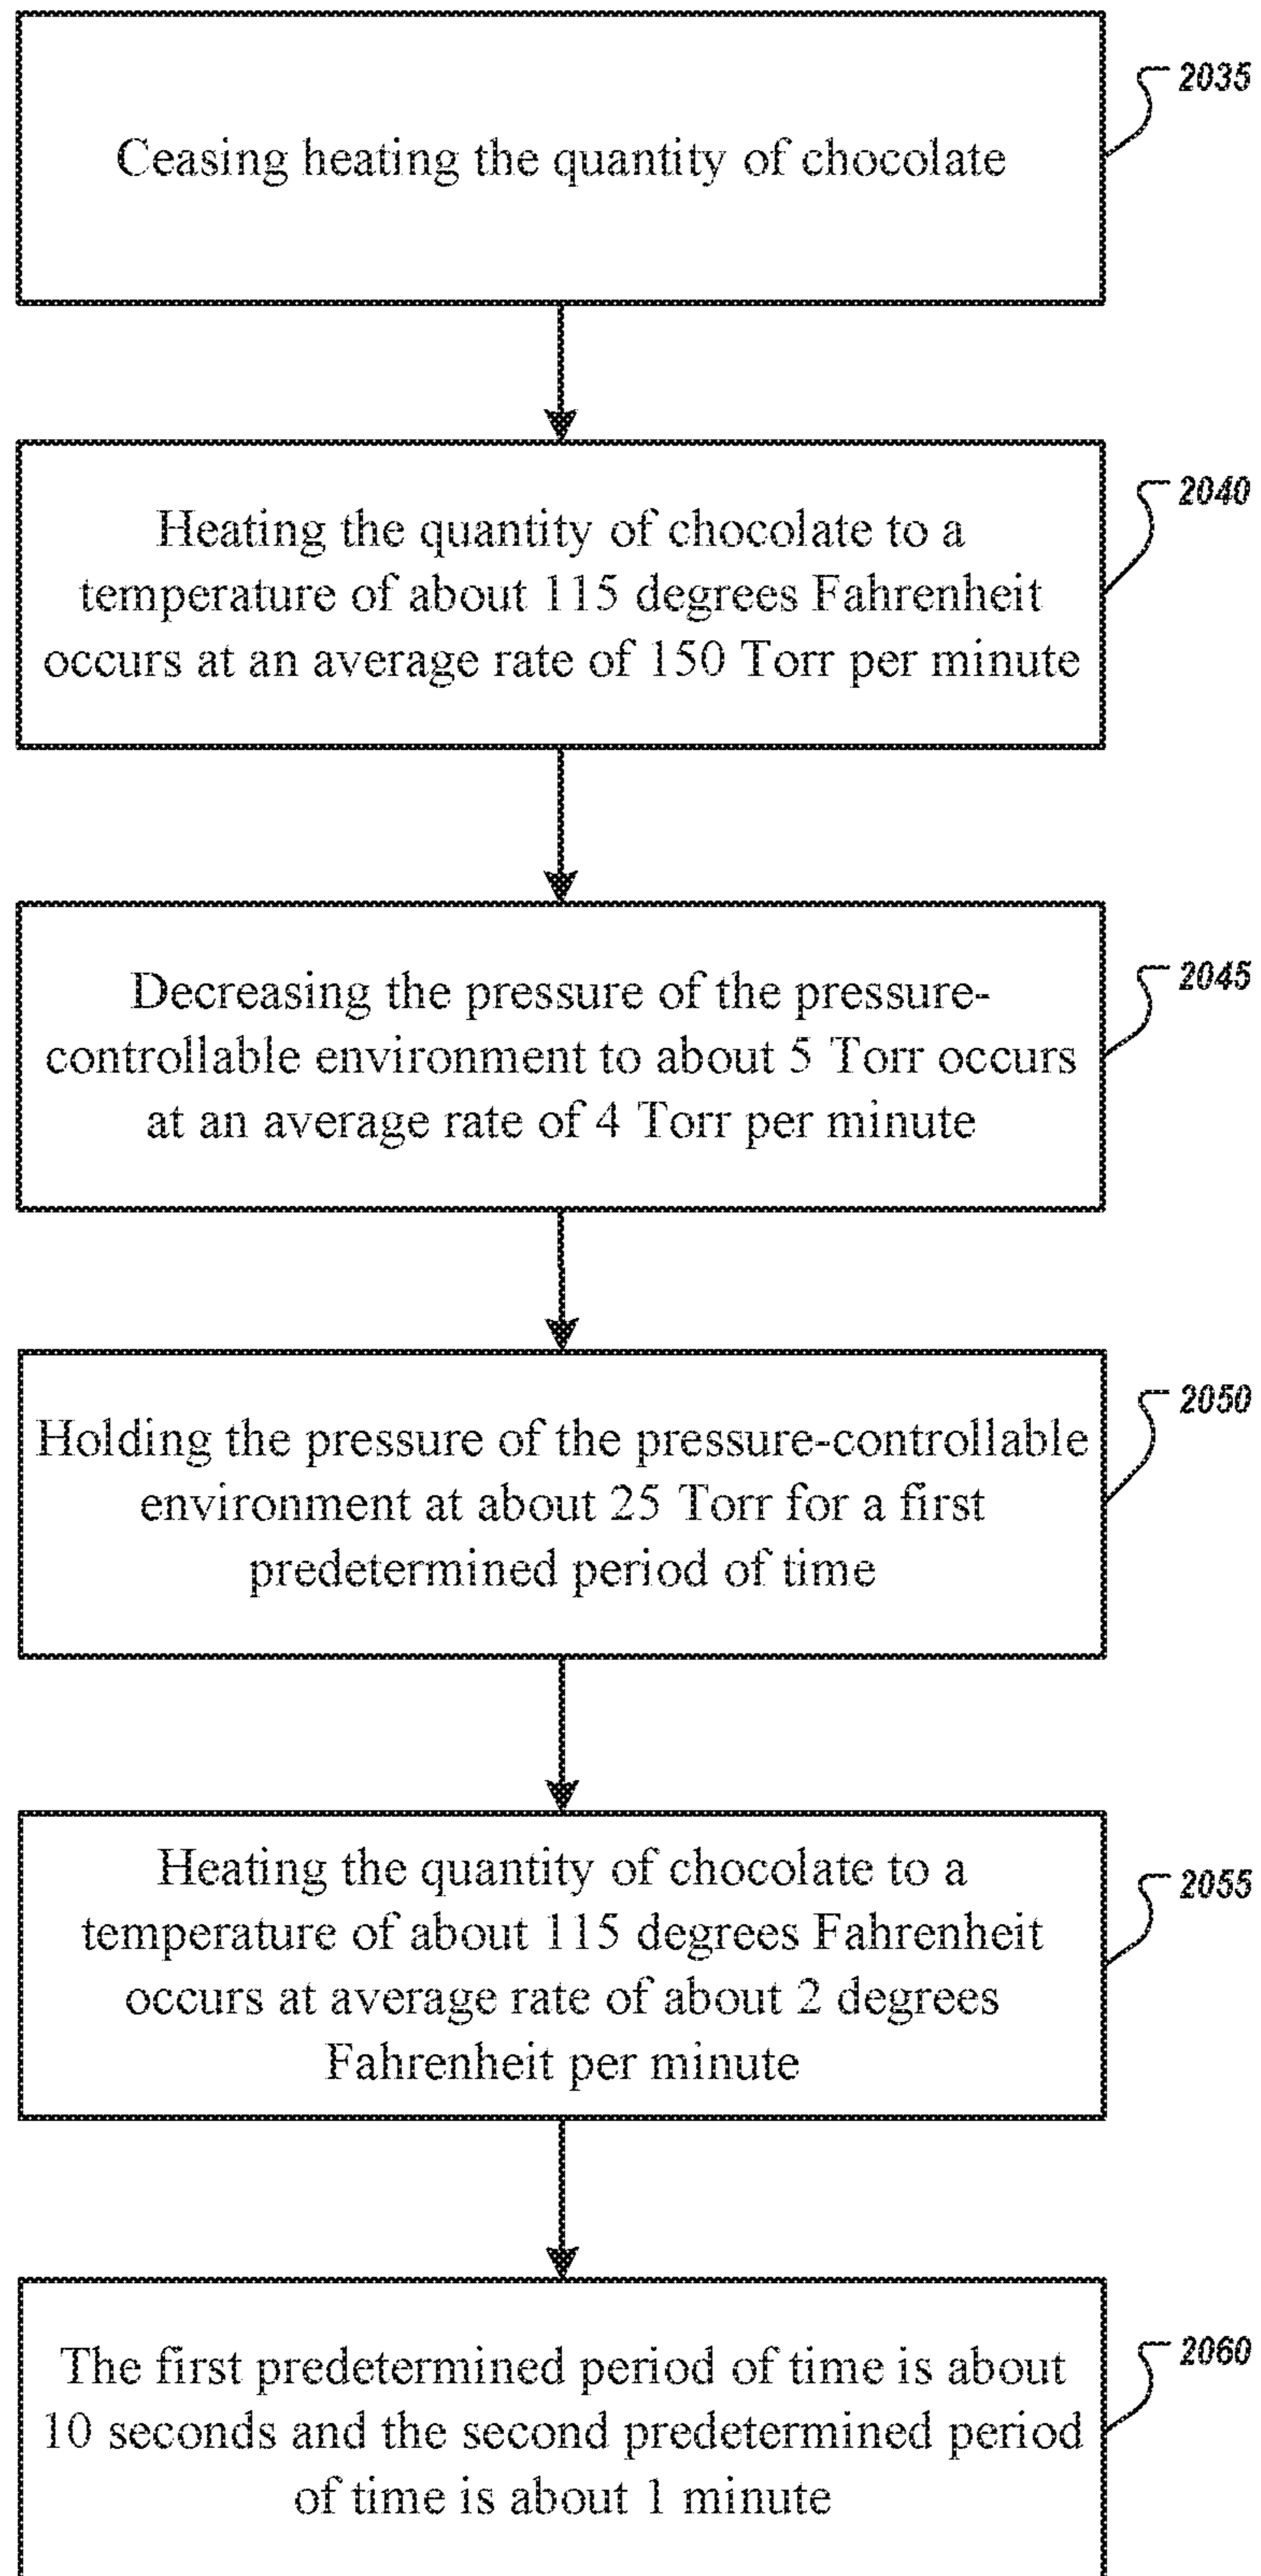 Ceasing heating the quantity of chocolate
2035
Heating the quantity of chocolate to a
temperature of about 115 degrees Fahrenheit
occurs at an average rate of 150 Torr per minute
2040
Decreasing the pressure of the pressure-
controllable environment to about 5 Torr occurs
at an average rate of 4 Torr per minute
2045
Holding the pressure of the pressure-controllable
environment at about 25 Torr for a first
predetermined period of time
2050
Heating the quantity of chocolate to a
temperature of about 115 degrees Fahrenheit
occurs at average rate of about 2 degrees
Fahrenheit per minute
2055
The first predetermined period of time is about
10 seconds and the second predetermined period
of time is about 1 minute
2060